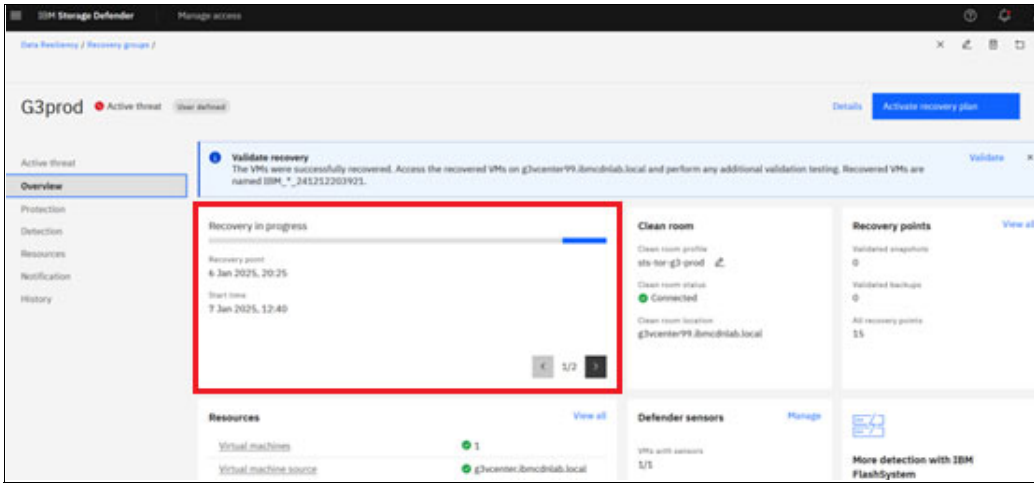 IBM Storage Defender
Manage access
Data Resiliency / Recovery groups /
G3prod
Active threat
User defined
Details
Activate recovery plan
Active threat
Overview
Protection
Detection
Resources
Notification
History
Validate recovery
The VMs were successfully recovered. Access the recovered VMs on g3vcenter99.ibmcdnlab.local and perform any additional validation testing. Recovered VMs are
named IBM_*_241212203921.
Validate
Recovery in progress
Recovery point
6 Jan 2025, 20:25
Start time
7 Jan 2025, 12:40
1/2
Clean room
Clean room profile
sts-tor-g3-prod
Clean room status
Connected
Clean room location
g3vcenter99.ibmcdnlab.local
Recovery points
View all
Validated snapshots
0
Validated backups
0
All recovery points
15
Resources
View all
Virtual machines
1
Virtual machine source
g3vcenter.ibmcdnlab.local
Defender sensors
Manage
VMs with sensors
1/1
More detection with IBM
FlashSystem